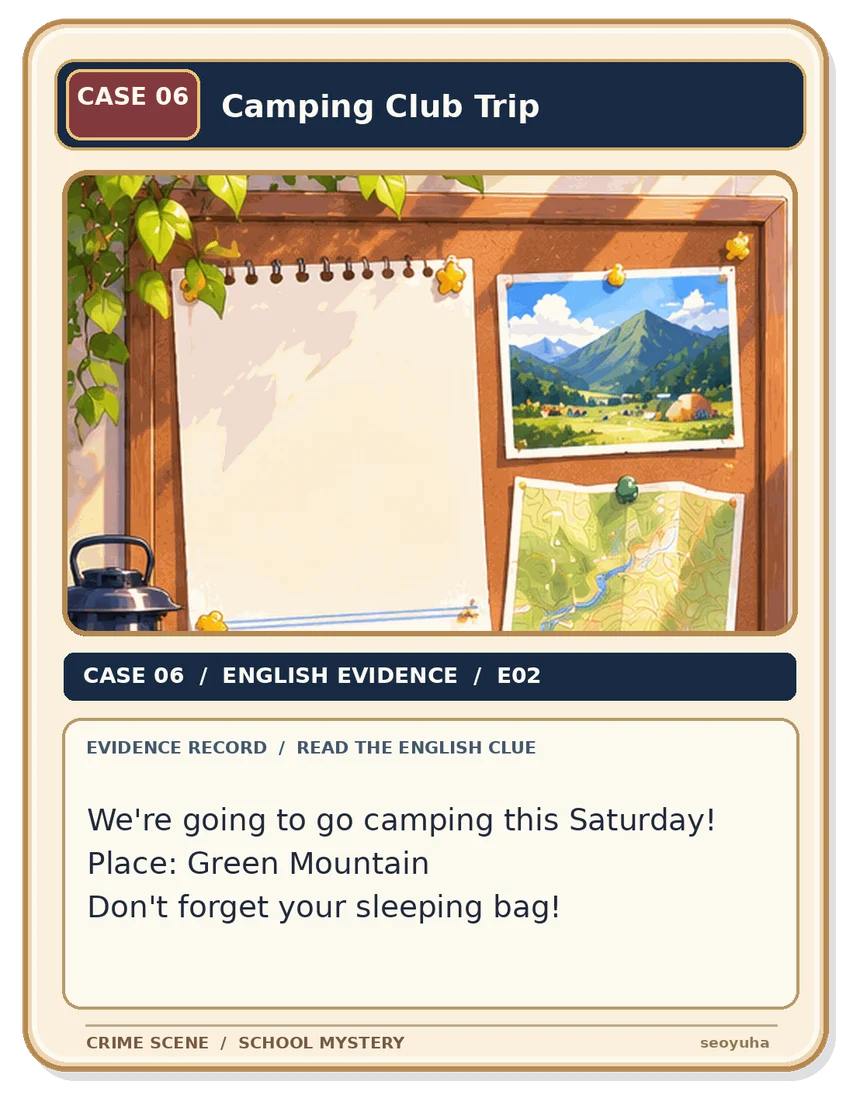 CASE 06
Camping Club Trip
CASE 06 / ENGLISH EVIDENCE / E02
EVIDENCE RECORD / READ THE ENGLISH CLUE
We're going to go camping this Saturday!
Place: Green Mountain
Don't forget your sleeping bag!
CRIME SCENE / SCHOOL MYSTERY
seoyuha